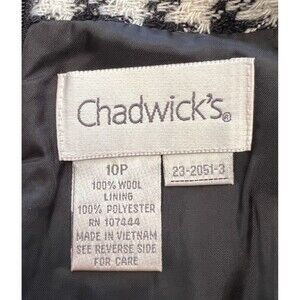 Chadwick's®
10P
100% WOOL
LINING
100% POLYESTER
RN 107444
MADE IN VIETNAM
SEE REVERSE SIDE
FOR CARE
23-2051-3